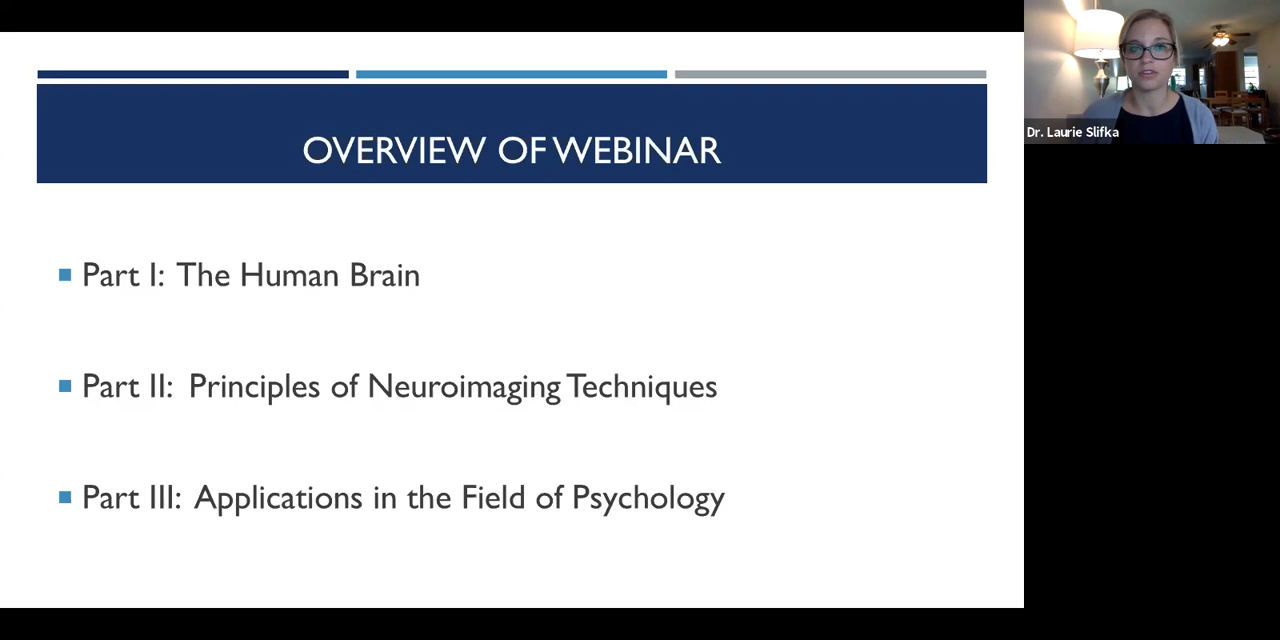 OVERVIEW OF WEBINAR
Part I: The Human Brain
Part II: Principles of Neuroimaging Techniques
Part III: Applications in the Field of Psychology
Dr. Laurie Slifka